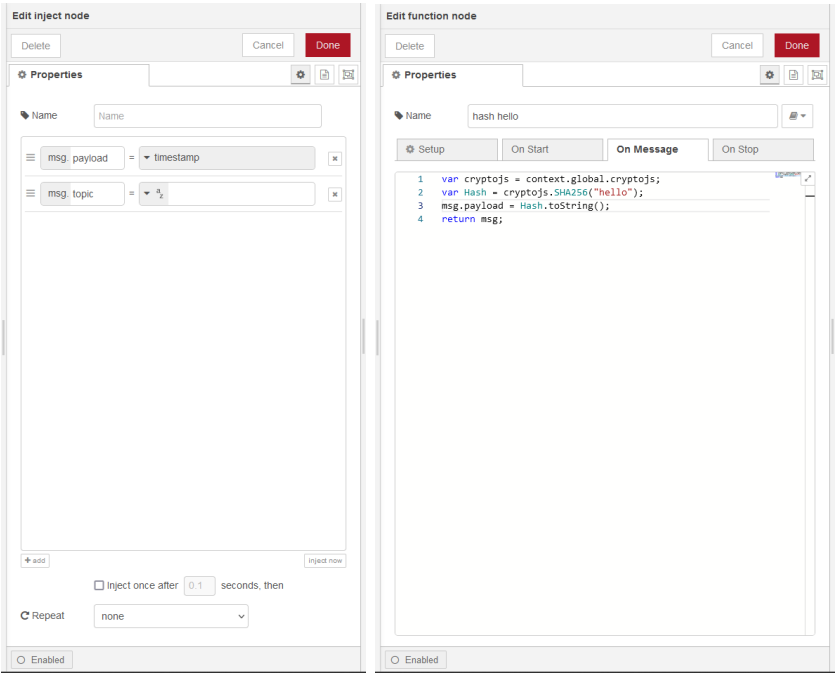 Edit inject node
Delete
Cancel
Done
Properties
Name
Name
msg. payload = timestamp
msg. topic = a z
add
inject now
Inject once after 0.1 seconds, then
Repeat
none
Enabled
Edit function node
Delete
Cancel
Done
Properties
Name
hash hello
Setup
On Start
On Message
On Stop
1 var cryptojs = context.global.cryptojs;
2 var Hash = cryptojs.SHA256("hello");
3 msg.payload = Hash.toString();
4 return msg;
Enabled